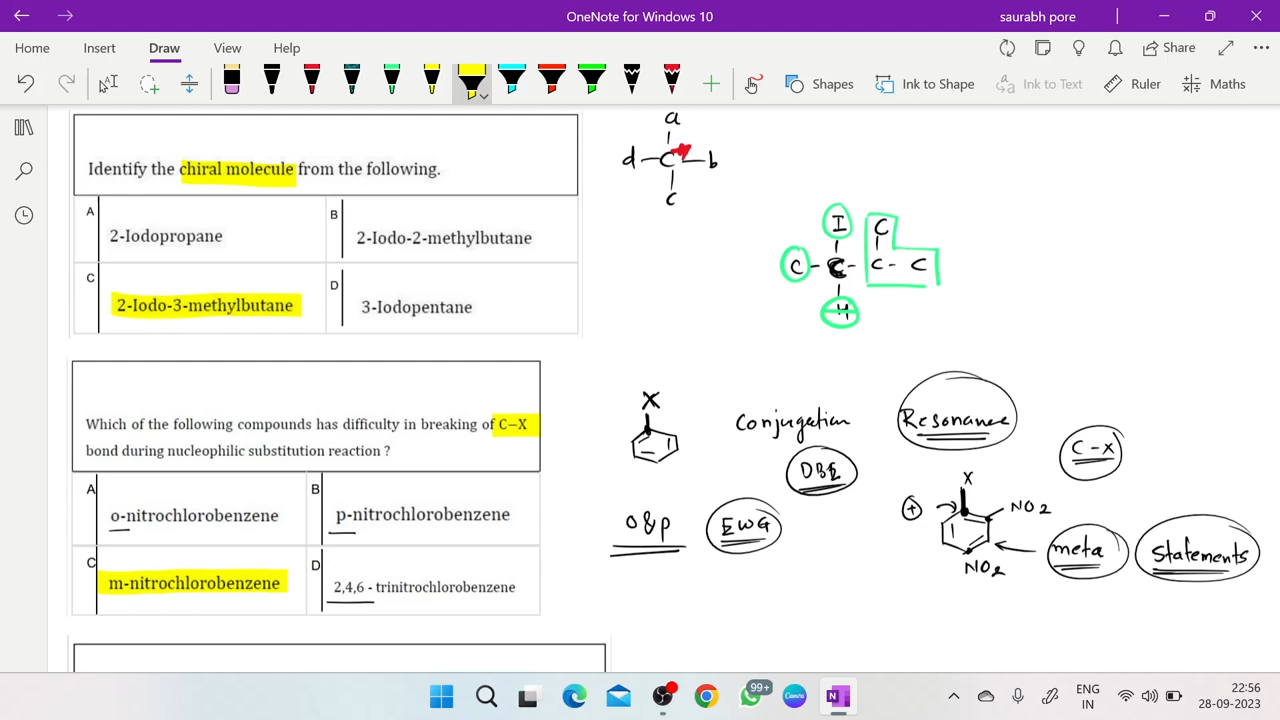 OneNote for Windows 10
saurabh pore
Home
Insert
Draw
View
Help
Share
Shapes
Ink to Shape
Ink to Text
Ruler
Maths
Identify the chiral molecule from the following.
A
2-Iodopropane
B
2-Iodo-2-methylbutane
C
2-Iodo-3-methylbutane
D
3-Iodopentane
a
d C b
c
I C
C - C - C - C
H
Which of the following compounds has difficulty in breaking of C–X
bond during nucleophilic substitution reaction ?
A
o-nitrochlorobenzene
B
p-nitrochlorobenzene
C
m-nitrochlorobenzene
D
2,4,6 - trinitrochlorobenzene
X
Conjugation
Resonance
C-X
DBE
X
o&p
EWG
+
NO2
meta
Statements
NO2
99+
ENG
IN
22:56
28-09-2023